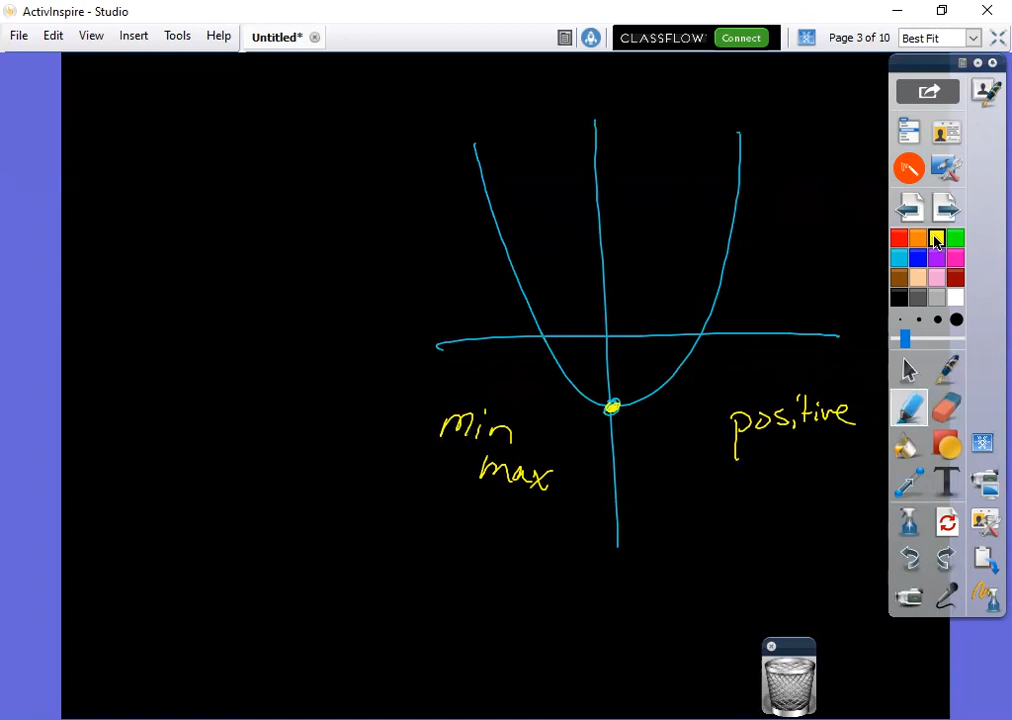 ActivInspire - Studio
File Edit View Insert Tools Help Untitled* CLASSFLOW Connect Page 3 of 10 Best Fit
min
max
positive
T